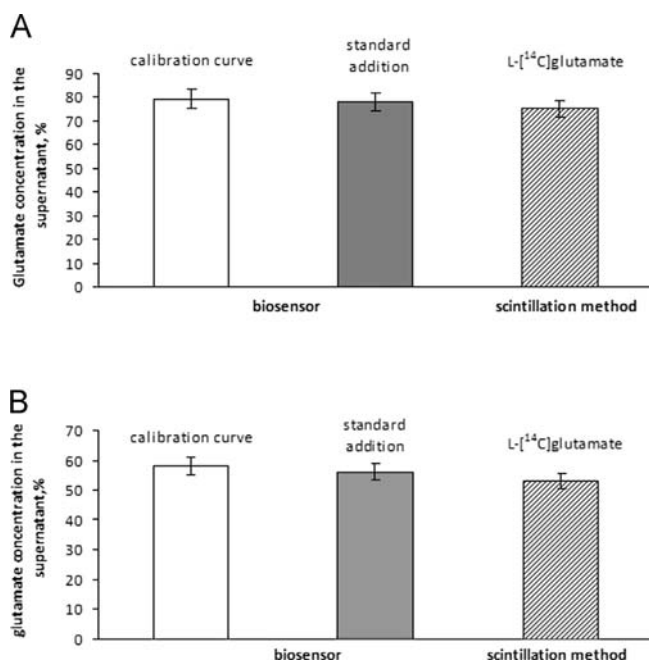 A
Glutamate concentration in the
supernatant, %
90
80
70
60
50
40
30
20
10
0
calibration curve
standard
addition
L-[¹⁴C]glutamate
biosensor
scintillation method
B
glutamate concentration in the
supernatant,%
70
60
50
40
30
20
10
0
calibration curve
standard
addition
L-[¹⁴C]glutamate
biosensor
scintillation method